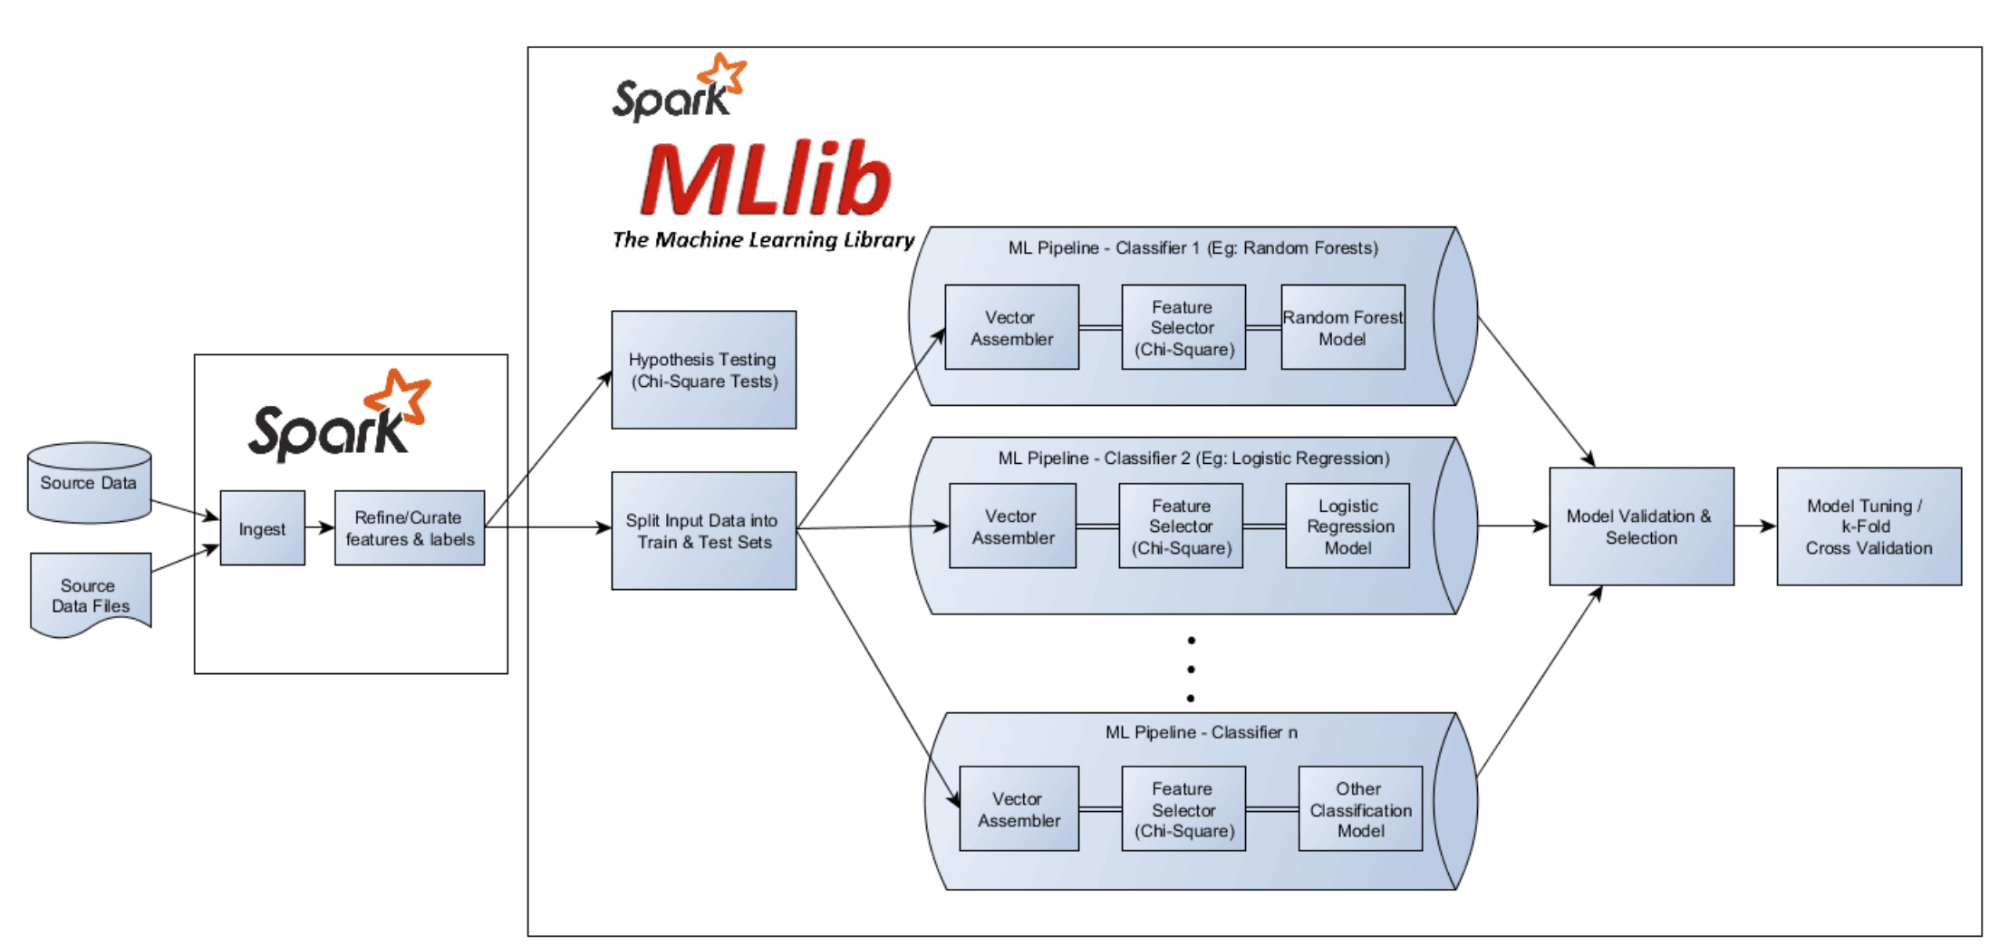 Spark
MLlib
The Machine Learning Library
Spark
Source Data
Source
Data Files
Ingest
Refine/Curate
features & labels
Hypothesis Testing
(Chi-Square Tests)
Split Input Data into
Train & Test Sets
ML Pipeline - Classifier 1 (Eg: Random Forests)
Vector
Assembler
Feature
Selector
(Chi-Square)
Random Forest
Model
ML Pipeline - Classifier 2 (Eg: Logistic Regression)
Vector
Assembler
Feature
Selector
(Chi-Square)
Logistic
Regression
Model
ML Pipeline - Classifier n
Vector
Assembler
Feature
Selector
(Chi-Square)
Other
Classification
Model
Model Validation &
Selection
Model Tuning /
k-Fold
Cross Validation